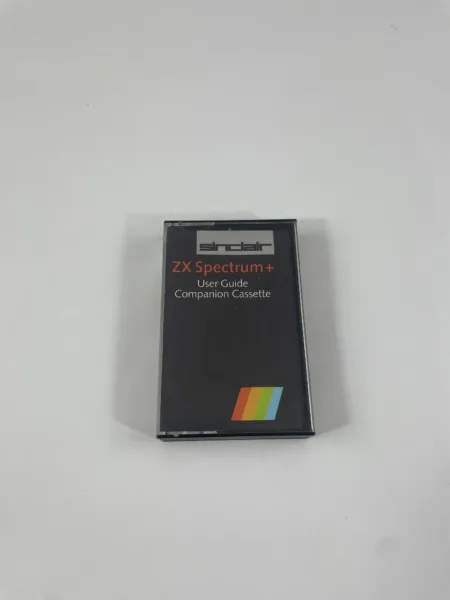 sinclair
ZX Spectrum+
User Guide
Companion Cassette